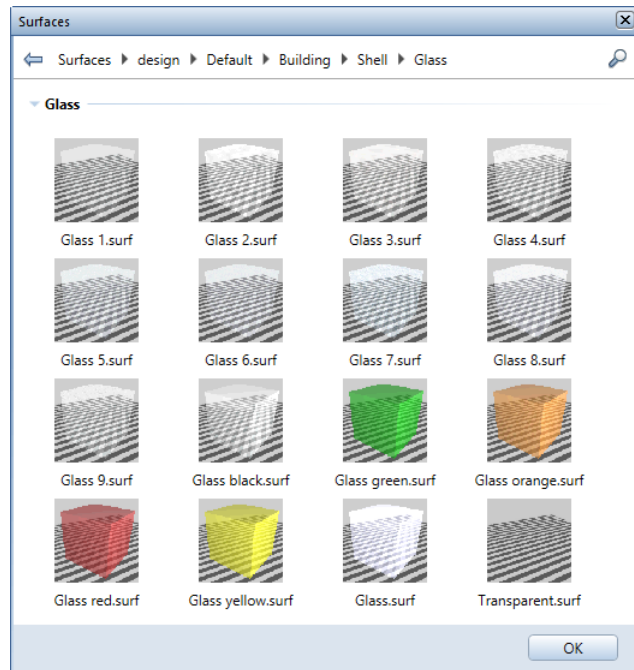 Surfaces
Surfaces design Default Building Shell Glass
Glass
Glass 1.surf Glass 2.surf Glass 3.surf Glass 4.surf
Glass 5.surf Glass 6.surf Glass 7.surf Glass 8.surf
Glass 9.surf Glass black.surf Glass green.surf Glass orange.surf
Glass red.surf Glass yellow.surf Glass.surf Transparent.surf
OK